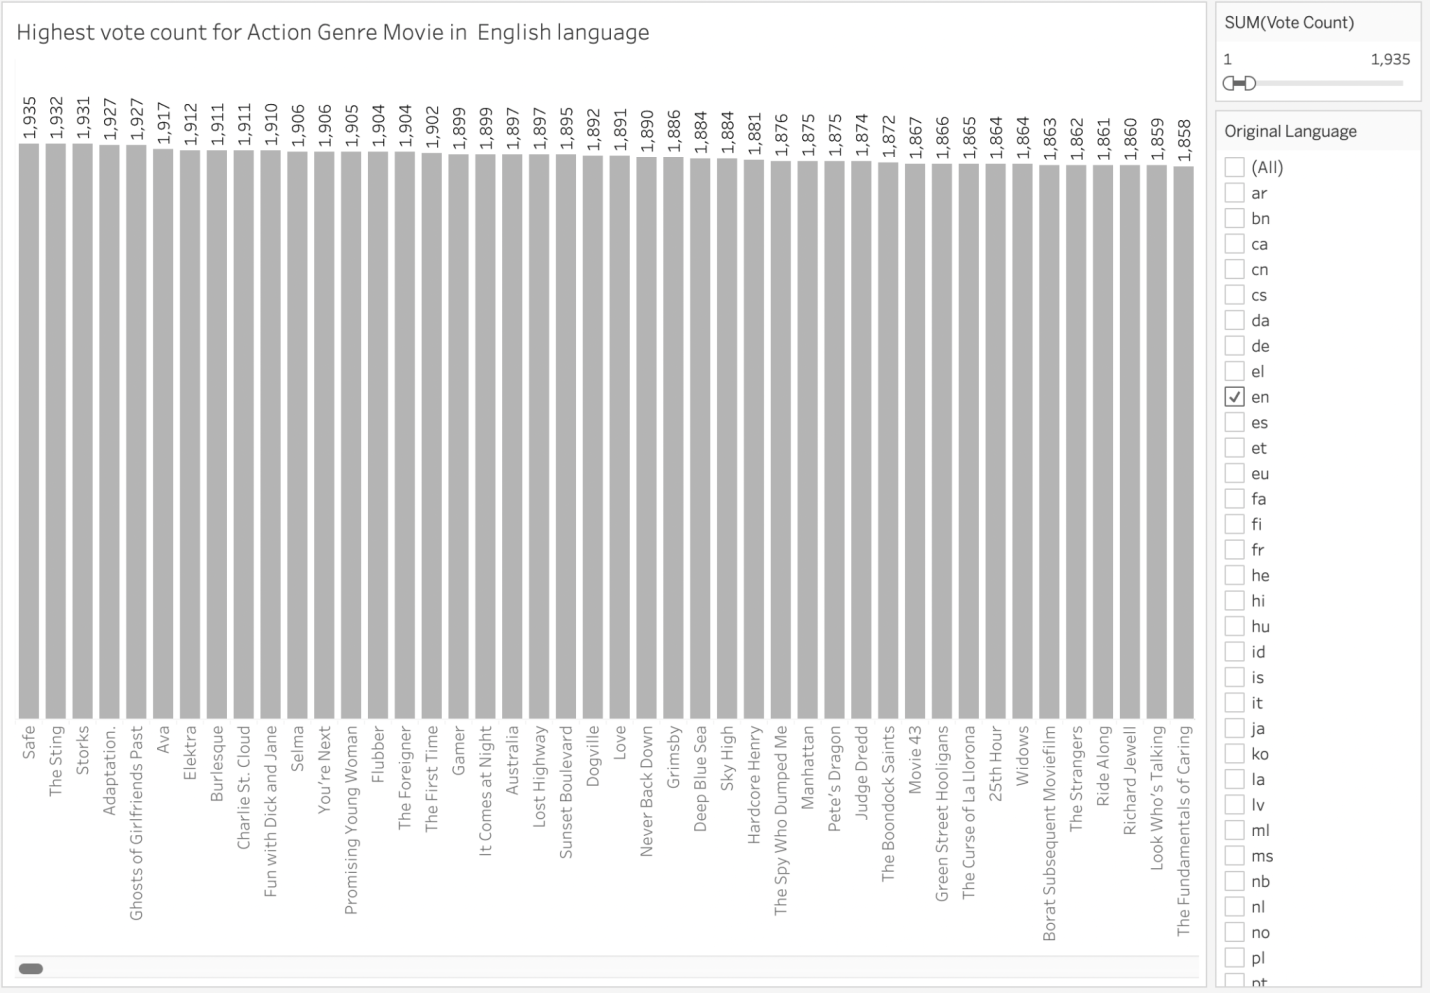 Highest vote count for Action Genre Movie in  English language
1,935
1,932
1,931
1,927
1,927
1,917
1,912
1,911
1,911
1,910
1,906
1,906
1,905
1,904
1,904
1,902
1,899
1,899
1,897
1,897
1,895
1,892
1,891
1,890
1,886
1,884
1,884
1,881
1,876
1,875
1,875
1,874
1,872
1,867
1,866
1,865
1,864
1,864
1,863
1,862
1,861
1,860
1,859
1,858
Safe
The Sting
Storks
Adaptation.
Ghosts of Girlfriends Past
Ava
Elektra
Burlesque
Charlie St. Cloud
Fun with Dick and Jane
Selma
You're Next
Promising Young Woman
Flubber
The Foreigner
The First Time
Gamer
It Comes at Night
Australia
Lost Highway
Sunset Boulevard
Dogville
Love
Never Back Down
Grimsby
Deep Blue Sea
Sky High
Hardcore Henry
The Spy Who Dumped Me
Manhattan
Pete's Dragon
Judge Dredd
The Boondock Saints
Movie 43
Green Street Hooligans
The Curse of La Llorona
25th Hour
Widows
Borat Subsequent Moviefilm
The Strangers
Ride Along
Richard Jewell
Look Who's Talking
The Fundamentals of Caring
SUM(Vote Count)
1 1,935
Original Language
(All)
ar
bn
ca
cn
cs
da
de
el
en
es
et
eu
fa
fi
fr
he
hi
hu
id
is
it
ja
ko
la
lv
ml
ms
nb
nl
no
pl
pt